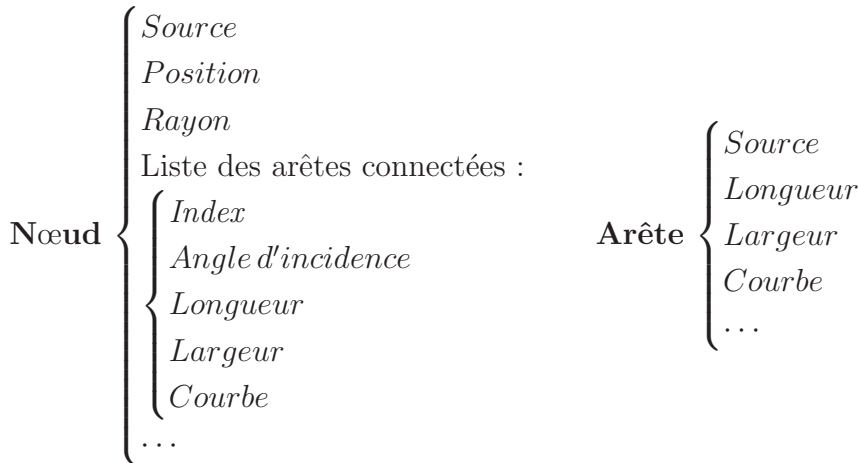 Nœud
Source
Position
Rayon
Liste des arêtes connectées :
Index
Angle d'incidence
Longueur
Largeur
Courbe
...
Arête
Source
Longueur
Largeur
Courbe
...